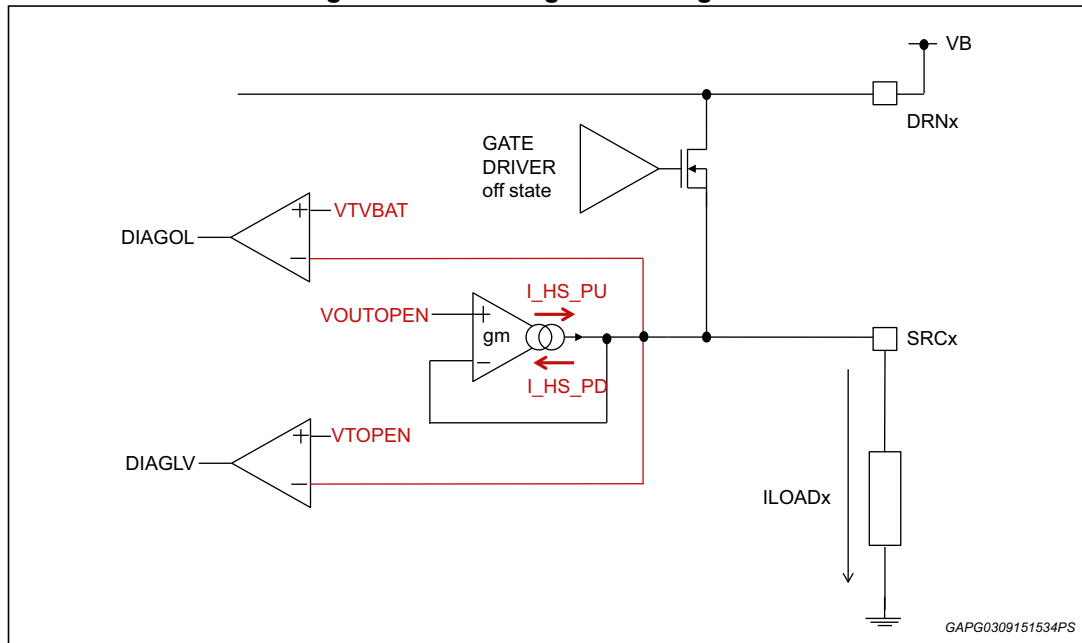 VB
DRNx
GATE
DRIVER
off state
+
VTVBAT
DIAGOL
−
I_HS_PU
VOUTOPEN
+
gm
SRCx
−
I_HS_PD
+
VTOPEN
DIAGLV
−
ILOADx
GAPG0309151534PS